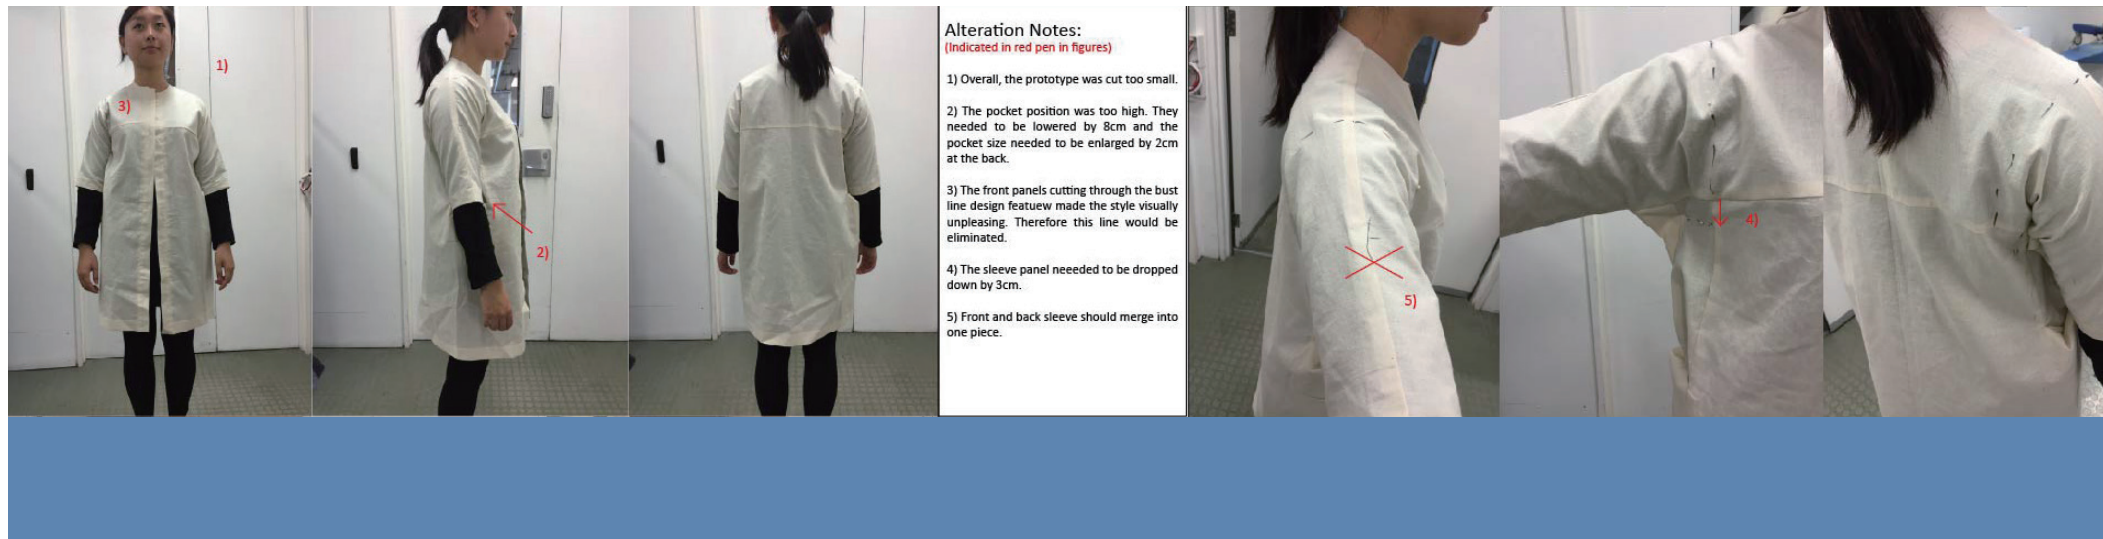 1)
3)
2)
Alteration Notes:
(Indicated in red pen in figures)
1) Overall, the prototype was cut too small.
2) The pocket position was too high. They
needed to be lowered by 8cm and the
pocket size needed to be enlarged by 2cm
at the back.
3) The front panels cutting through the bust
line design featuew made the style visually
unpleasing. Therefore this line would be
eliminated.
4) The sleeve panel neeeded to be dropped
down by 3cm.
5) Front and back sleeve should merge into
one piece.
5)
4)